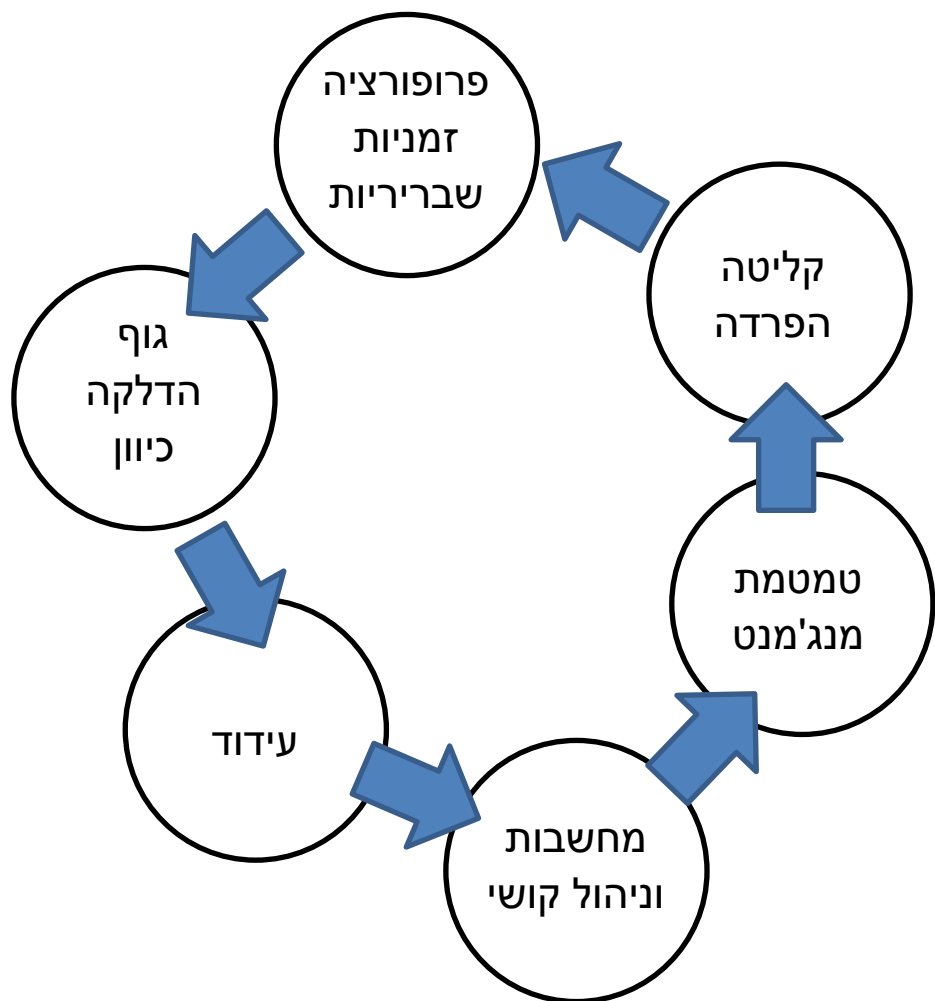 פרופורציה
זמניות
שבריריות
גוף
הדלקה
כיוון
עידוד
מחשבות
וניהול קושי
טמטמת
מנג'מנט
קליטה
הפרדה